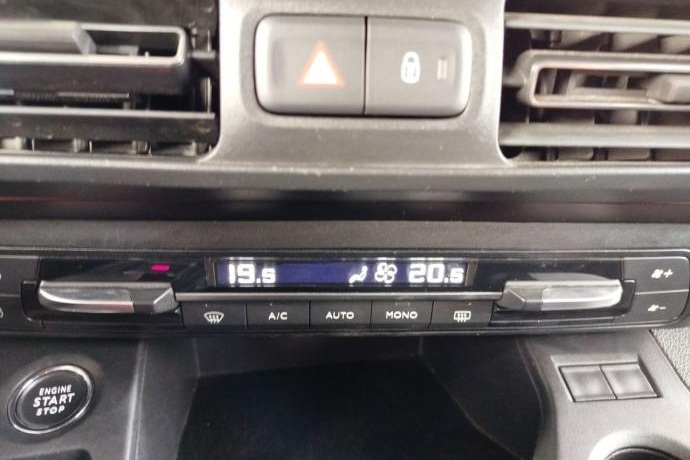 19.5 20.5
+
A/C AUTO MONO
-
ENGINE
START
STOP